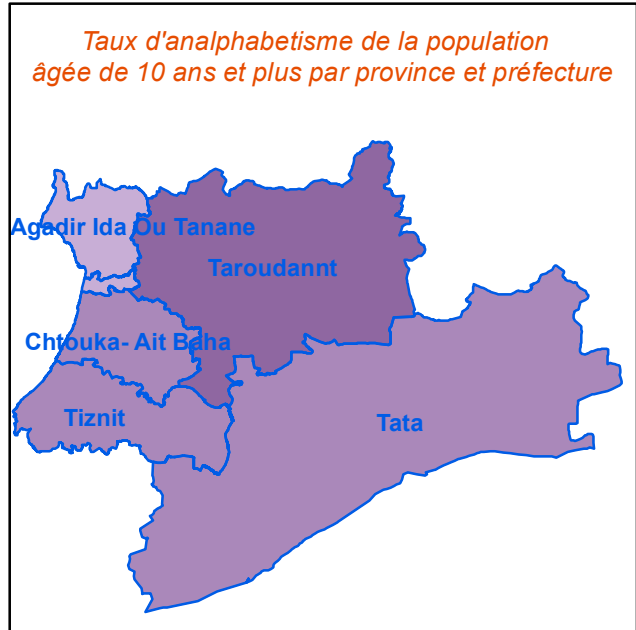 Taux d'analphabetisme de la population
âgée de 10 ans et plus par province et préfecture
Agadir Ida Ou Tanane
Taroudannt
Chtouka- Ait Baha
Tiznit
Tata